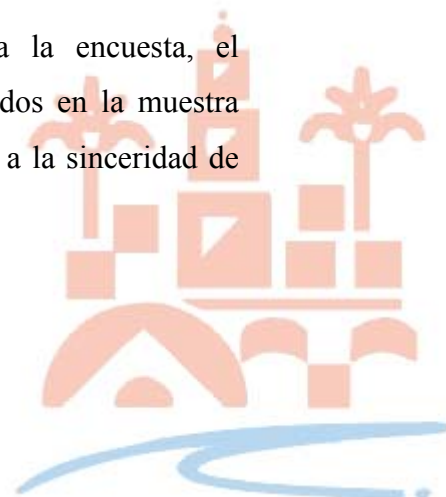 a la encuesta, el
dos en la muestra
a la sinceridad de